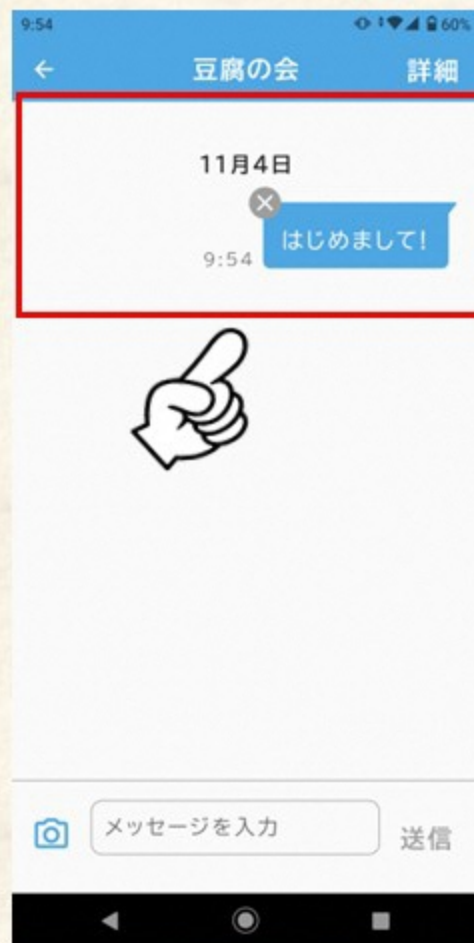 9:54 60%
豆腐の会 詳細
11月4日
はじめまして!
9:54
メッセージを入力 送信